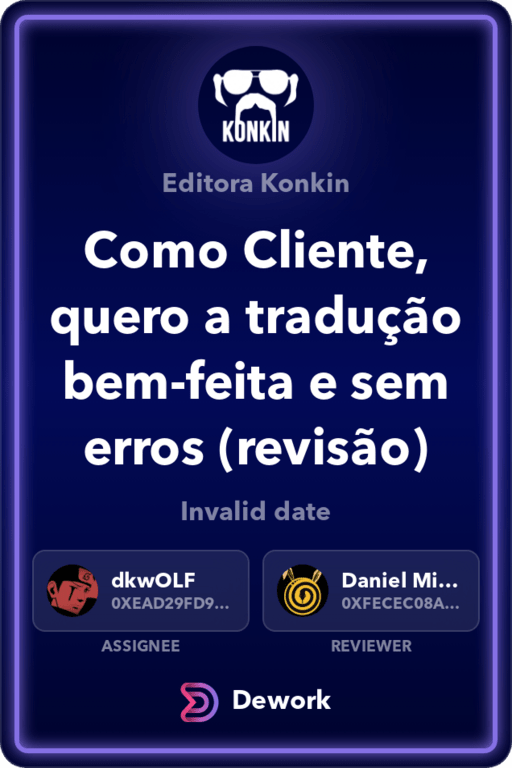 KONKIN
Editora Konkin
Como Cliente,
quero a tradução
bem-feita e sem
erros (revisão)
Invalid date
dkwOLF
0XEAD29FD9...
ASSIGNEE
Daniel Mi...
0XFECEC08A...
REVIEWER
Dework